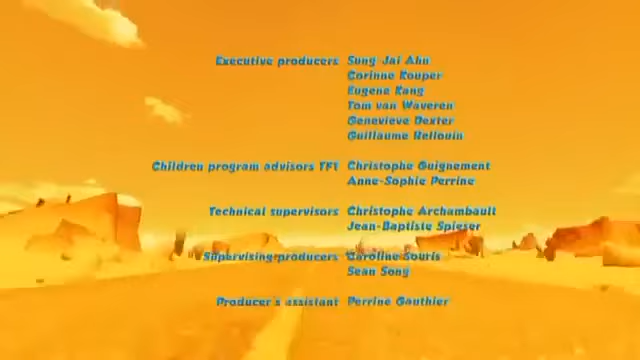 Executive producers Sung-Jai Ahn
Corinne Kouper
Eugene Kang
Tom van Waveren
Genevieve Dexter
Guillaume Hellouin
Children program advisors TF1 Christophe Guignement
Anne-Sophie Perrine
Technical supervisors Christophe Archambault
Jean-Baptiste Spieser
Supervising producers Caroline Souris
Sean Song
Producer's assistant Perrine Gauthier